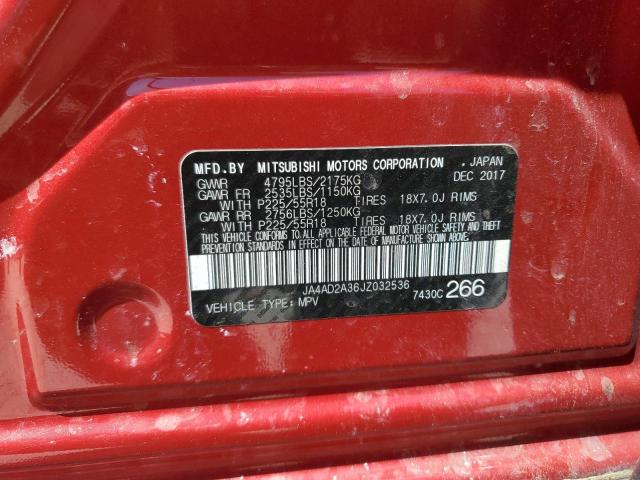 MFD.BY MITSUBISHI MOTORS CORPORATION . JAPAN
GVWR 4795LBS/2175KG DEC 2017
GAWR FR 2535LBS/1150KG
WITH P225/55R18 TIRES 18X7.0J RIMS
GAWR RR 2756LBS/1250KG
WITH P225/55R18 TIRES 18X7.0J RIMS
THIS VEHICLE CONFORMS TO ALL APPLICABLE FEDERAL MOTOR VEHICLE SAFETY AND THEFT
PREVENTION STANDARDS IN EFFECT ON THE DATE OF MANUFACTURE SHOWN ABOVE.
JA4AD2A36JZ032536
VEHICLE TYPE: MPV 7430C 266